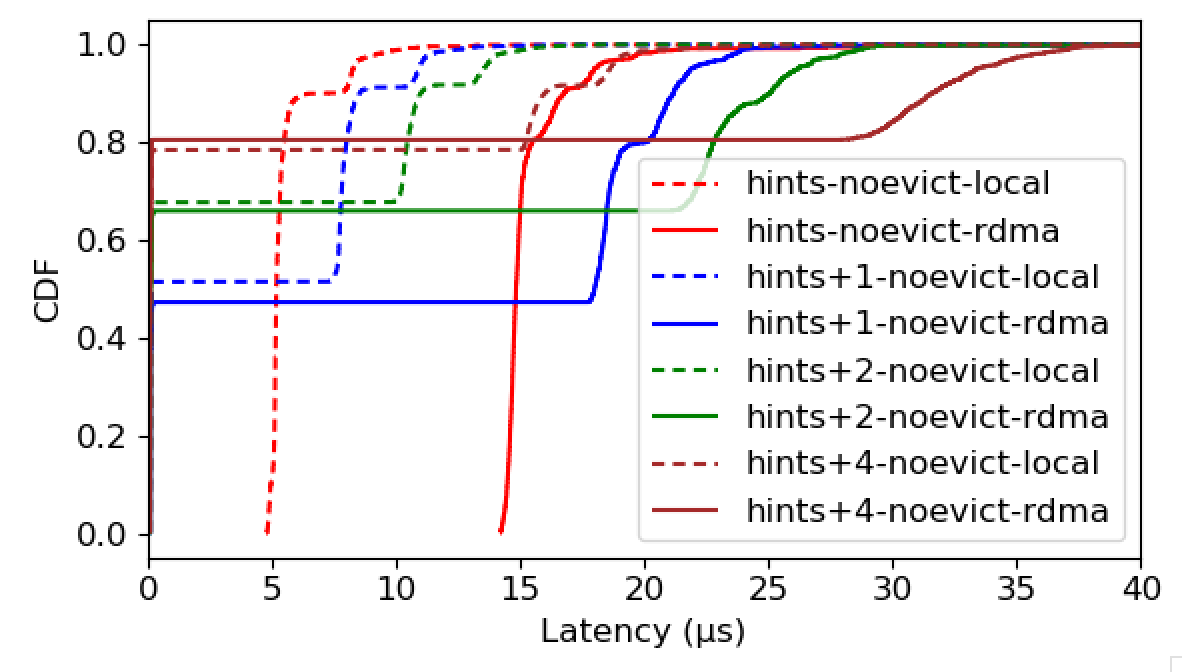 1.0
0.8
0.6
0.4
0.2
0.0
CDF
hints-noevict-local
hints-noevict-rdma
hints+1-noevict-local
hints+1-noevict-rdma
hints+2-noevict-local
hints+2-noevict-rdma
hints+4-noevict-local
hints+4-noevict-rdma
0 5 10 15 20 25 30 35 40
Latency (μs)